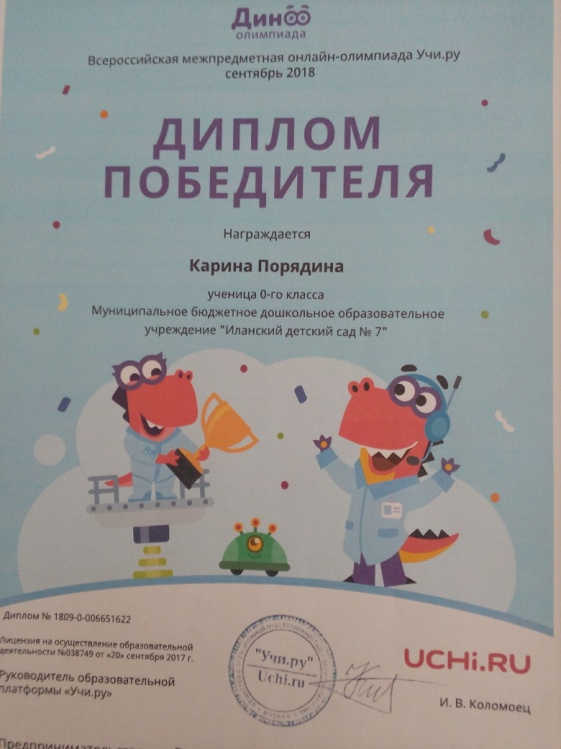 Дино
олимпиада
Всероссийская межпредметная онлайн-олимпиада Учи.ру
сентябрь 2018
ДИПЛОМ
ПОБЕДИТЕЛЯ
Награждается
Карина Порядина
ученица 0-го класса
Муниципальное бюджетное дошкольное образовательное
учреждение "Иланский детский сад № 7"
Диплом № 1809-0-006651622
Лицензия на осуществление образовательной
деятельности №038749 от «20» сентября 2017 г.
Руководитель образовательной
платформы «Учи.ру»
"Учи.ру"
Uchi.ru
UCHi.RU
И. В. Коломоец